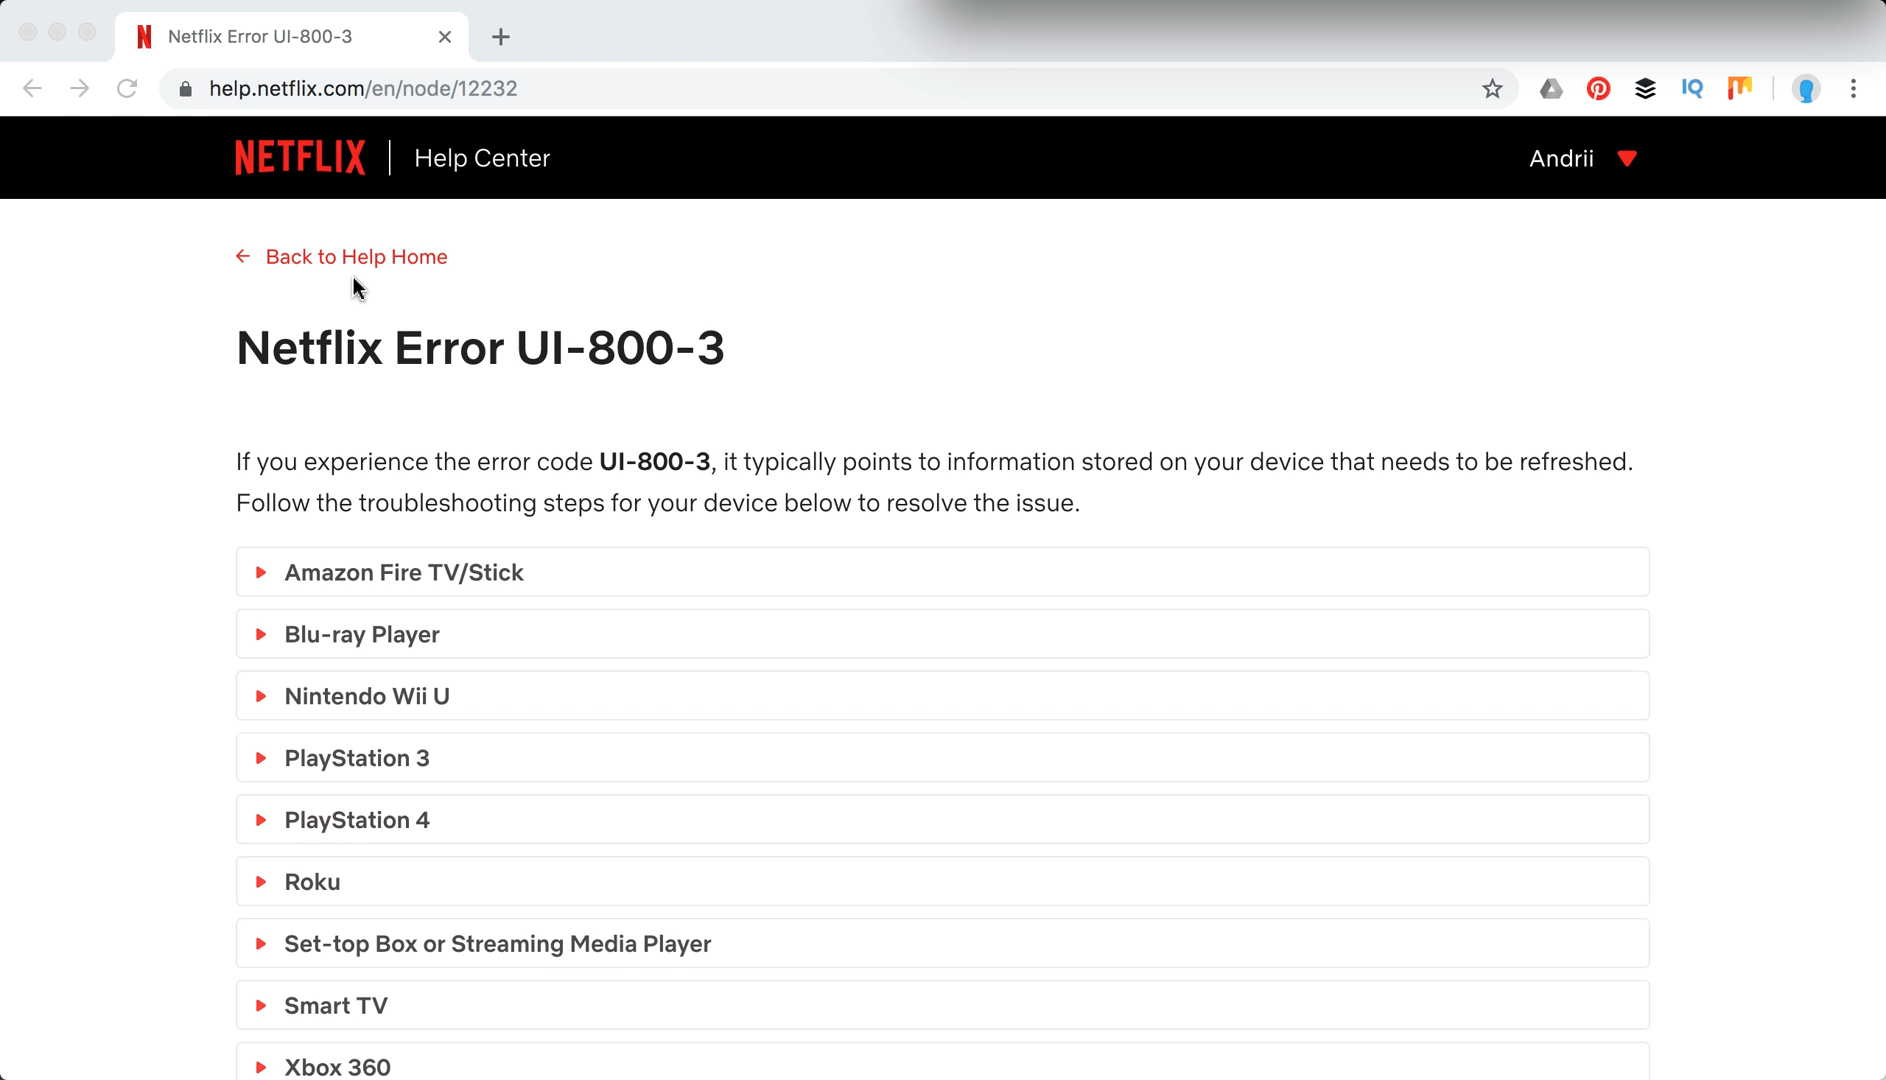 Netflix Error UI-800-3
help.netflix.com/en/node/12232
IQ
NETFLIX | Help Center
Andrii
← Back to Help Home
Netflix Error UI-800-3
If you experience the error code UI-800-3, it typically points to information stored on your device that needs to be refreshed.
Follow the troubleshooting steps for your device below to resolve the issue.
Amazon Fire TV/Stick
Blu-ray Player
Nintendo Wii U
PlayStation 3
PlayStation 4
Roku
Set-top Box or Streaming Media Player
Smart TV
Xbox 360